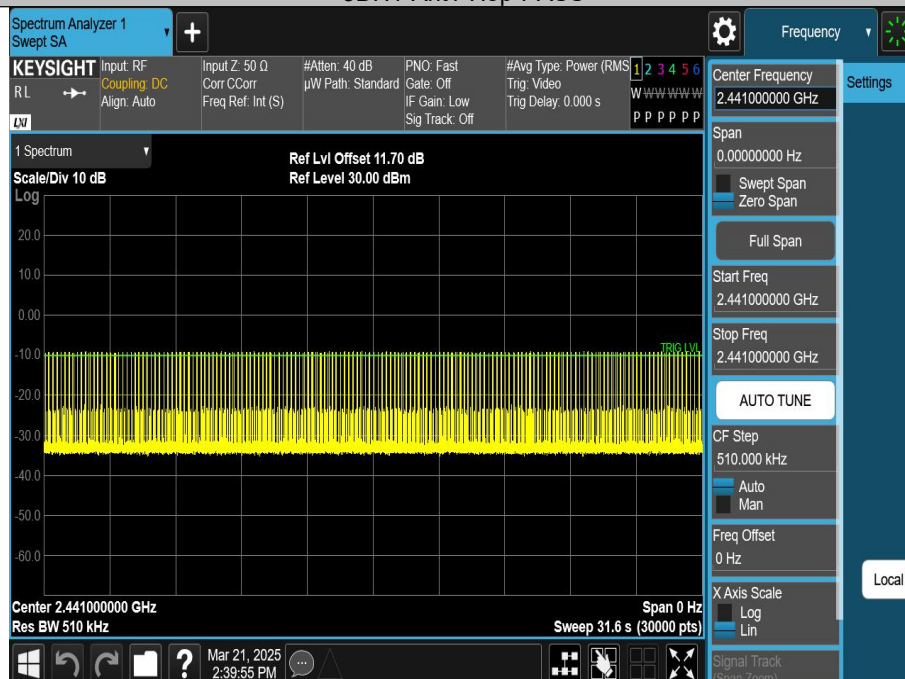 Spectrum Analyzer 1
Swept SA
Frequency
KEYSIGHT
RL
LXI
Input: RF
Coupling: DC
Align: Auto
Input Z: 50 Ω
Corr CCorr
Freq Ref: Int (S)
#Atten: 40 dB
µW Path: Standard
PNO: Fast
Gate: Off
IF Gain: Low
Sig Track: Off
#Avg Type: Power (RMS
Trig: Video
Trig Delay: 0.000 s
1 2 3 4 5 6
W W W W W W
P P P P P P
1 Spectrum
Scale/Div 10 dB
Log
Ref Lvl Offset 11.70 dB
Ref Level 30.00 dBm
20.0
10.0
0.00
-10.0
-20.0
-30.0
-40.0
-50.0
-60.0
TRIG LVL
Center 2.441000000 GHz
Res BW 510 kHz
Span 0 Hz
Sweep 31.6 s (30000 pts)
Center Frequency
2.441000000 GHz
Settings
Span
0.00000000 Hz
Swept Span
Zero Span
Full Span
Start Freq
2.441000000 GHz
Stop Freq
2.441000000 GHz
AUTO TUNE
CF Step
510.000 kHz
Auto
Man
Freq Offset
0 Hz
Local
X Axis Scale
Log
Lin
Signal Track
(Span Zoom)
?
Mar 21, 2025
2:39:55 PM